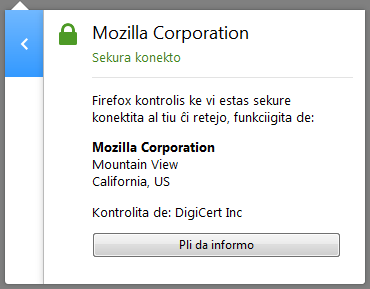 Mozilla Corporation
Sekura konekto
Firefox kontrolis ke vi estas sekure
konektita al tiu ĉi retejo, funkciigita de:
Mozilla Corporation
Mountain View
California, US
Kontrolita de: DigiCert Inc
Pli da informo